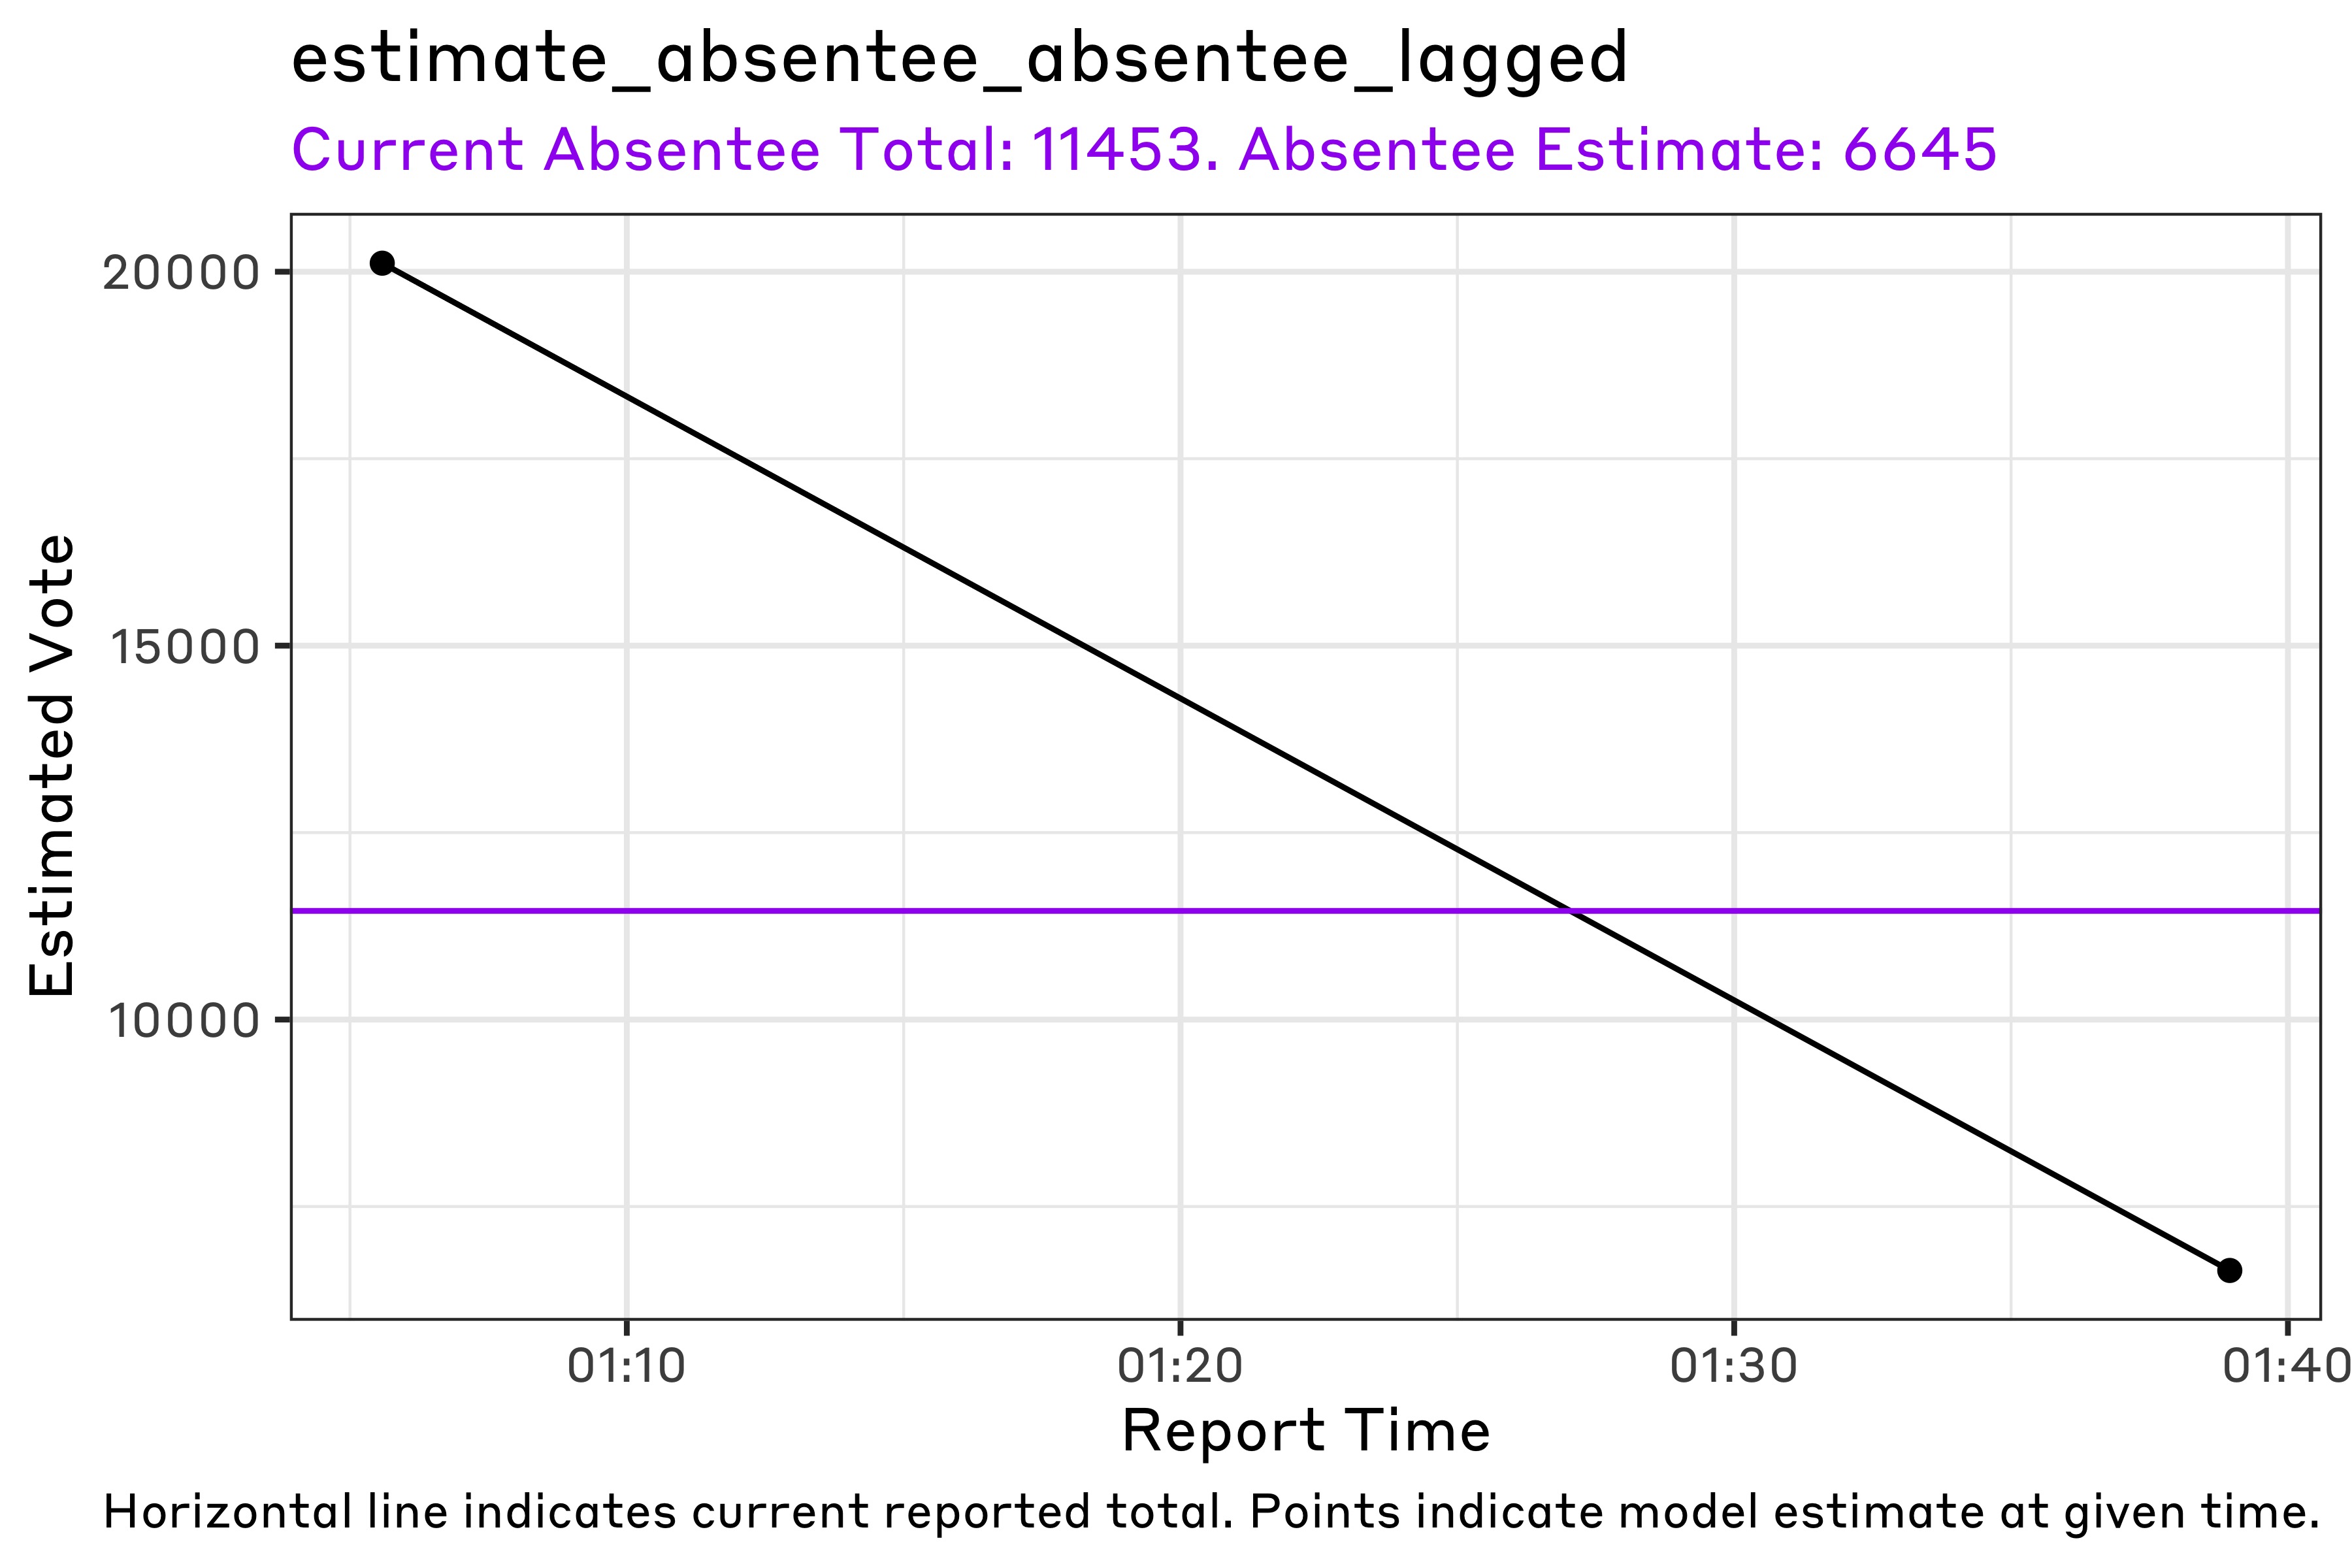 estimate_absentee_absentee_lagged
Current Absentee Total: 11453. Absentee Estimate: 6645
Estimated Vote
20000
15000
10000
01:10 01:20 01:30 01:40
Report Time
Horizontal line indicates current reported total. Points indicate model estimate at given time.